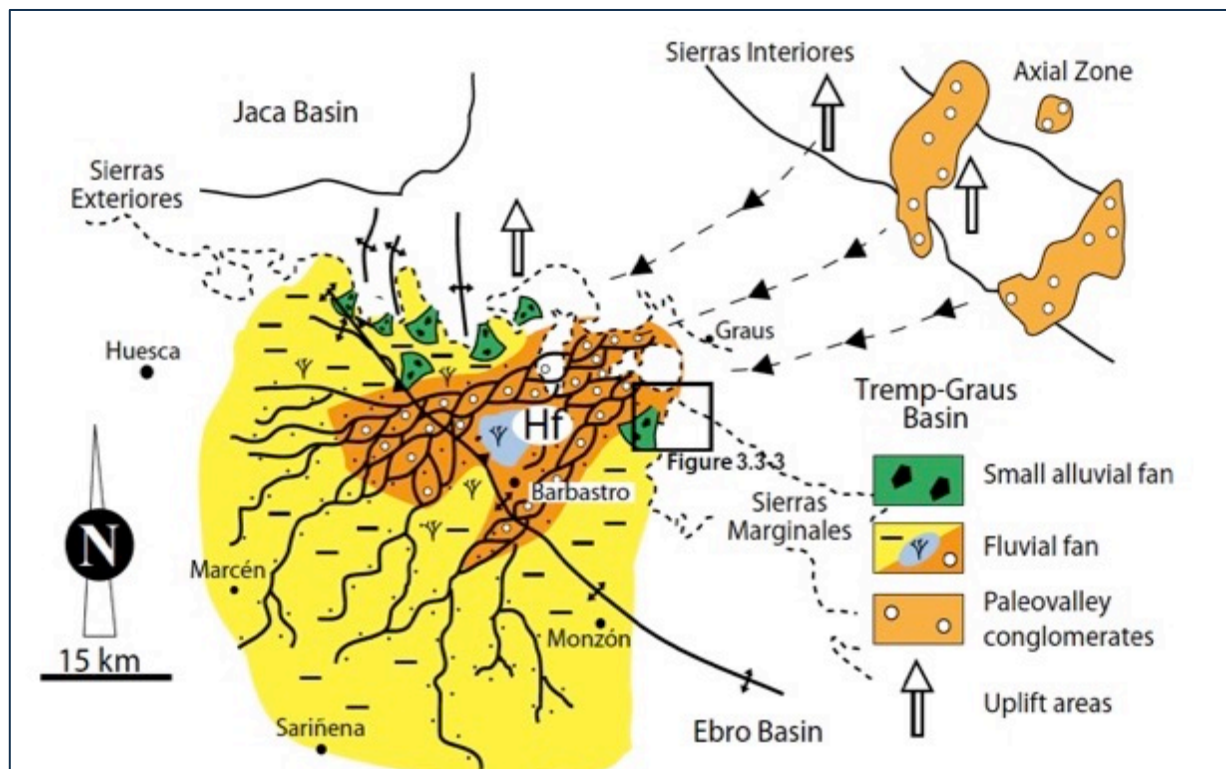 Sierras Interiores
Axial Zone
Jaca Basin
Sierras
Exteriores
Graus
Huesca
Tremp-Graus
Basin
Hf
Figure 3.3-3
Small alluvial fan
Barbastro
Sierras
Marginales
Fluvial fan
N
Marcén
Paleovalley
conglomerates
Monzón
15 km
Uplift areas
Sariñena
Ebro Basin